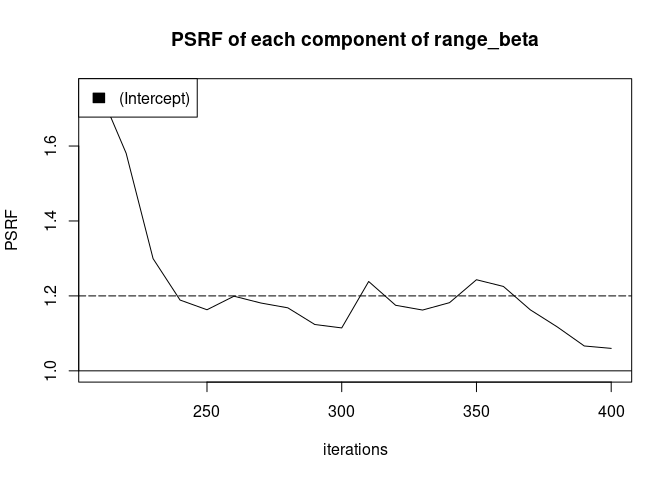 PSRF of each component of range_beta
(Intercept)
PSRF
1.6
1.4
1.2
1.0
250 300 350 400
iterations